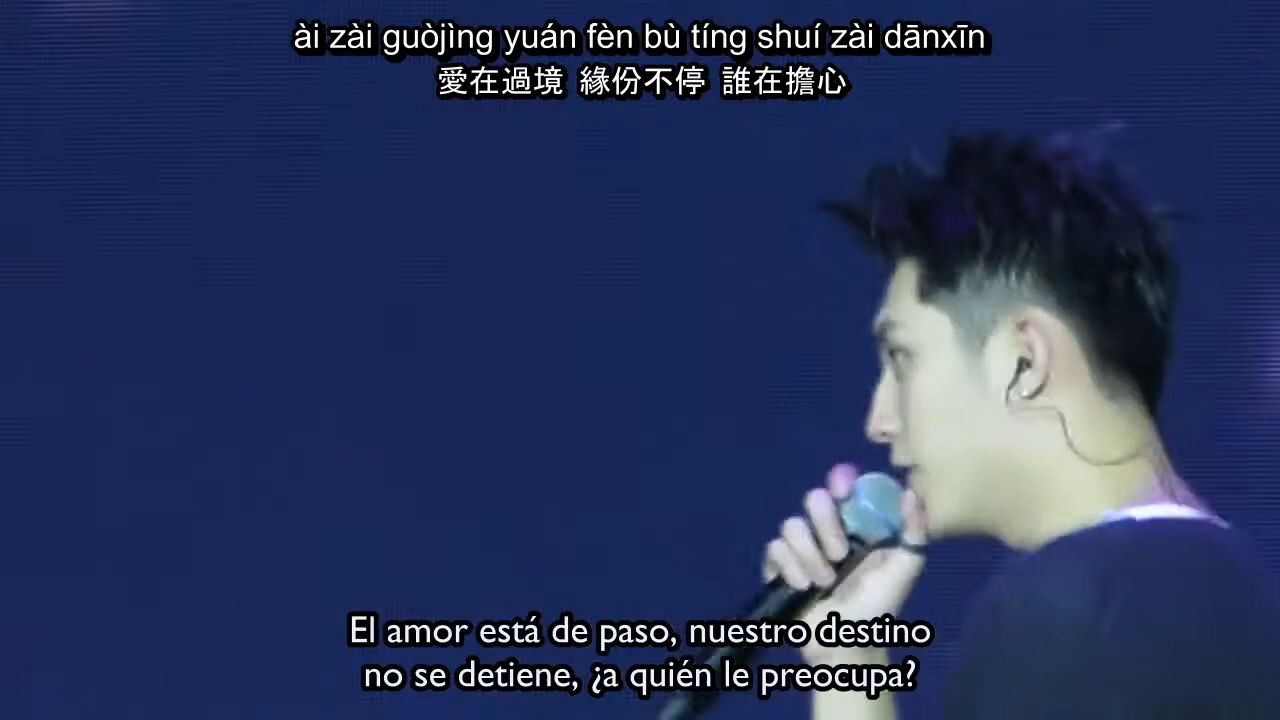 ài zài guòjìng yuán fèn bù tíng shuí zài dānxīn
愛在過境 緣份不停 誰在擔心
El amor está de paso, nuestro destino
no se detiene, ¿a quién le preocupa?